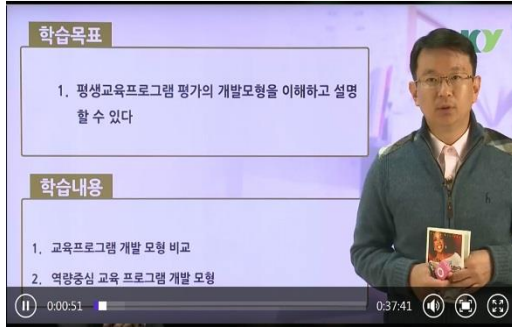 학습목표
1. 평생교육프로그램 평가의 개발모형을 이해하고 설명
할 수 있다
학습내용
1. 교육프로그램 개발 모형 비교
2. 역량중심 교육 프로그램 개발 모형
0:00:51
0:37:41